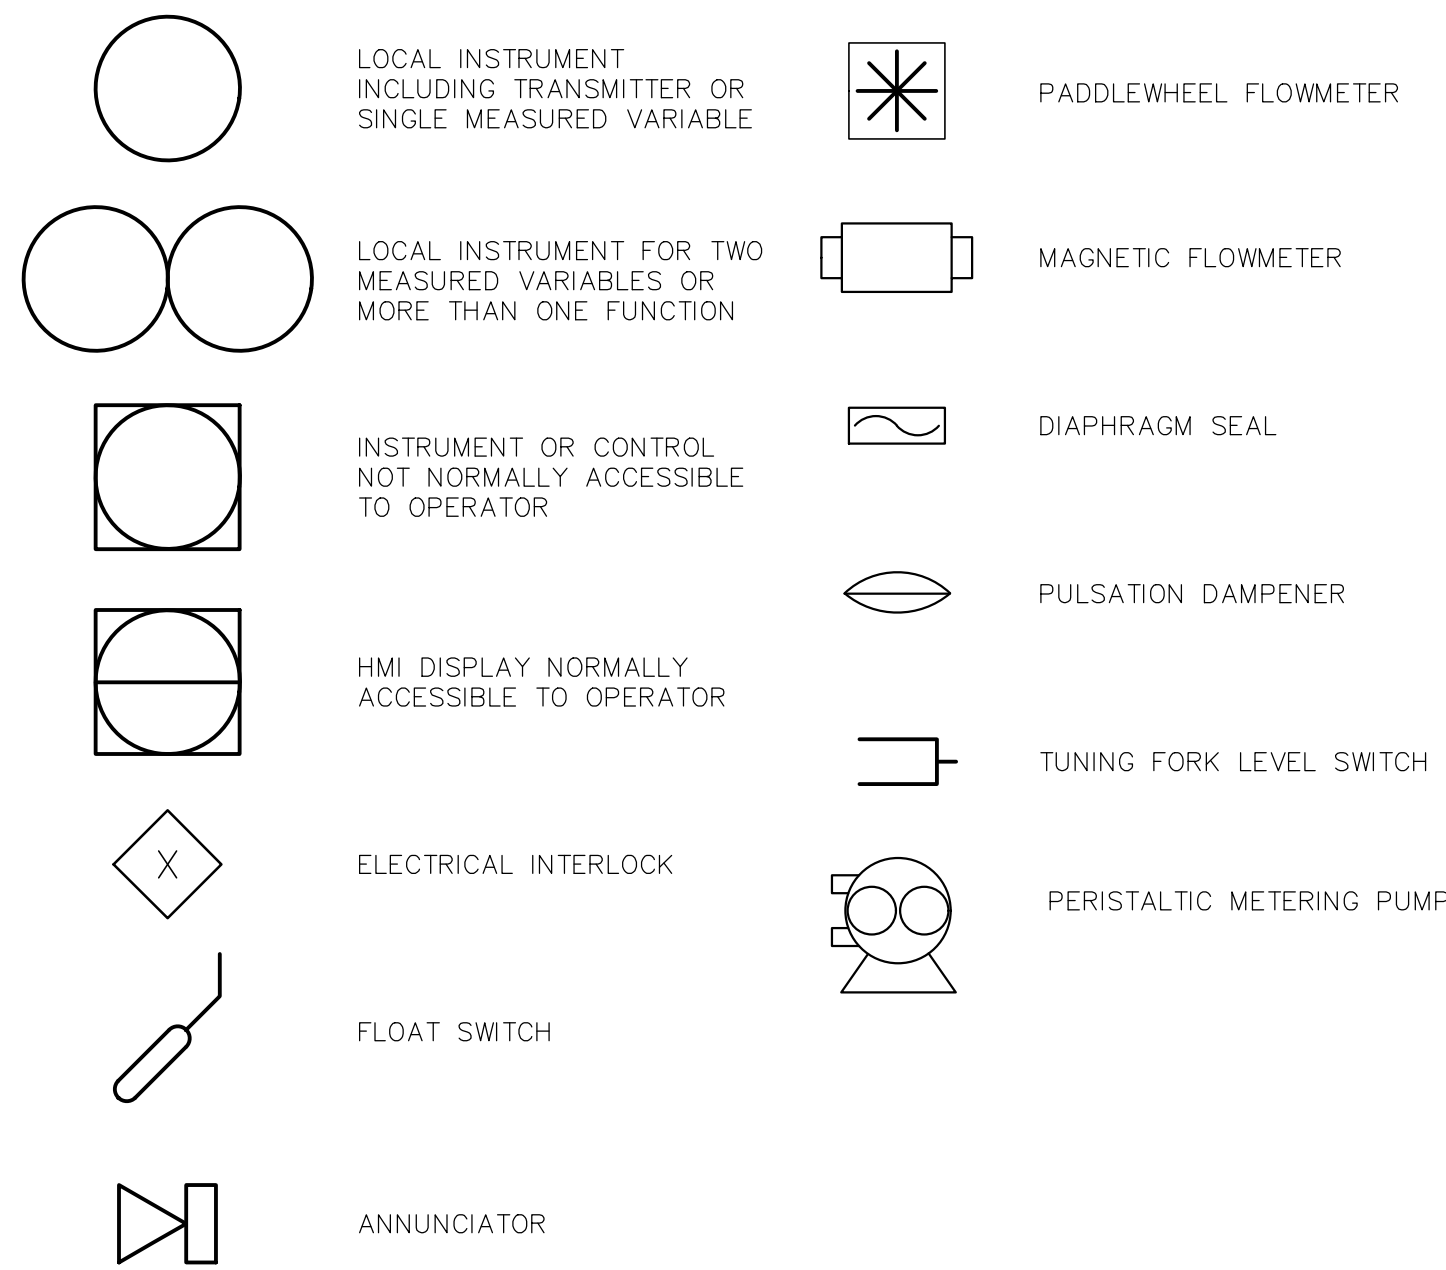 LOCAL INSTRUMENT
INCLUDING TRANSMITTER OR
SINGLE MEASURED VARIABLE
LOCAL INSTRUMENT FOR TWO
MEASURED VARIABLES OR
MORE THAN ONE FUNCTION
INSTRUMENT OR CONTROL
NOT NORMALLY ACCESSIBLE
TO OPERATOR
HMI DISPLAY NORMALLY
ACCESSIBLE TO OPERATOR
X
ELECTRICAL INTERLOCK
FLOAT SWITCH
ANNUNCIATOR
PADDLEWHEEL FLOWMETER
MAGNETIC FLOWMETER
DIAPHRAGM SEAL
PULSATION DAMPENER
TUNING FORK LEVEL SWITCH
PERISTALTIC METERING PUMP